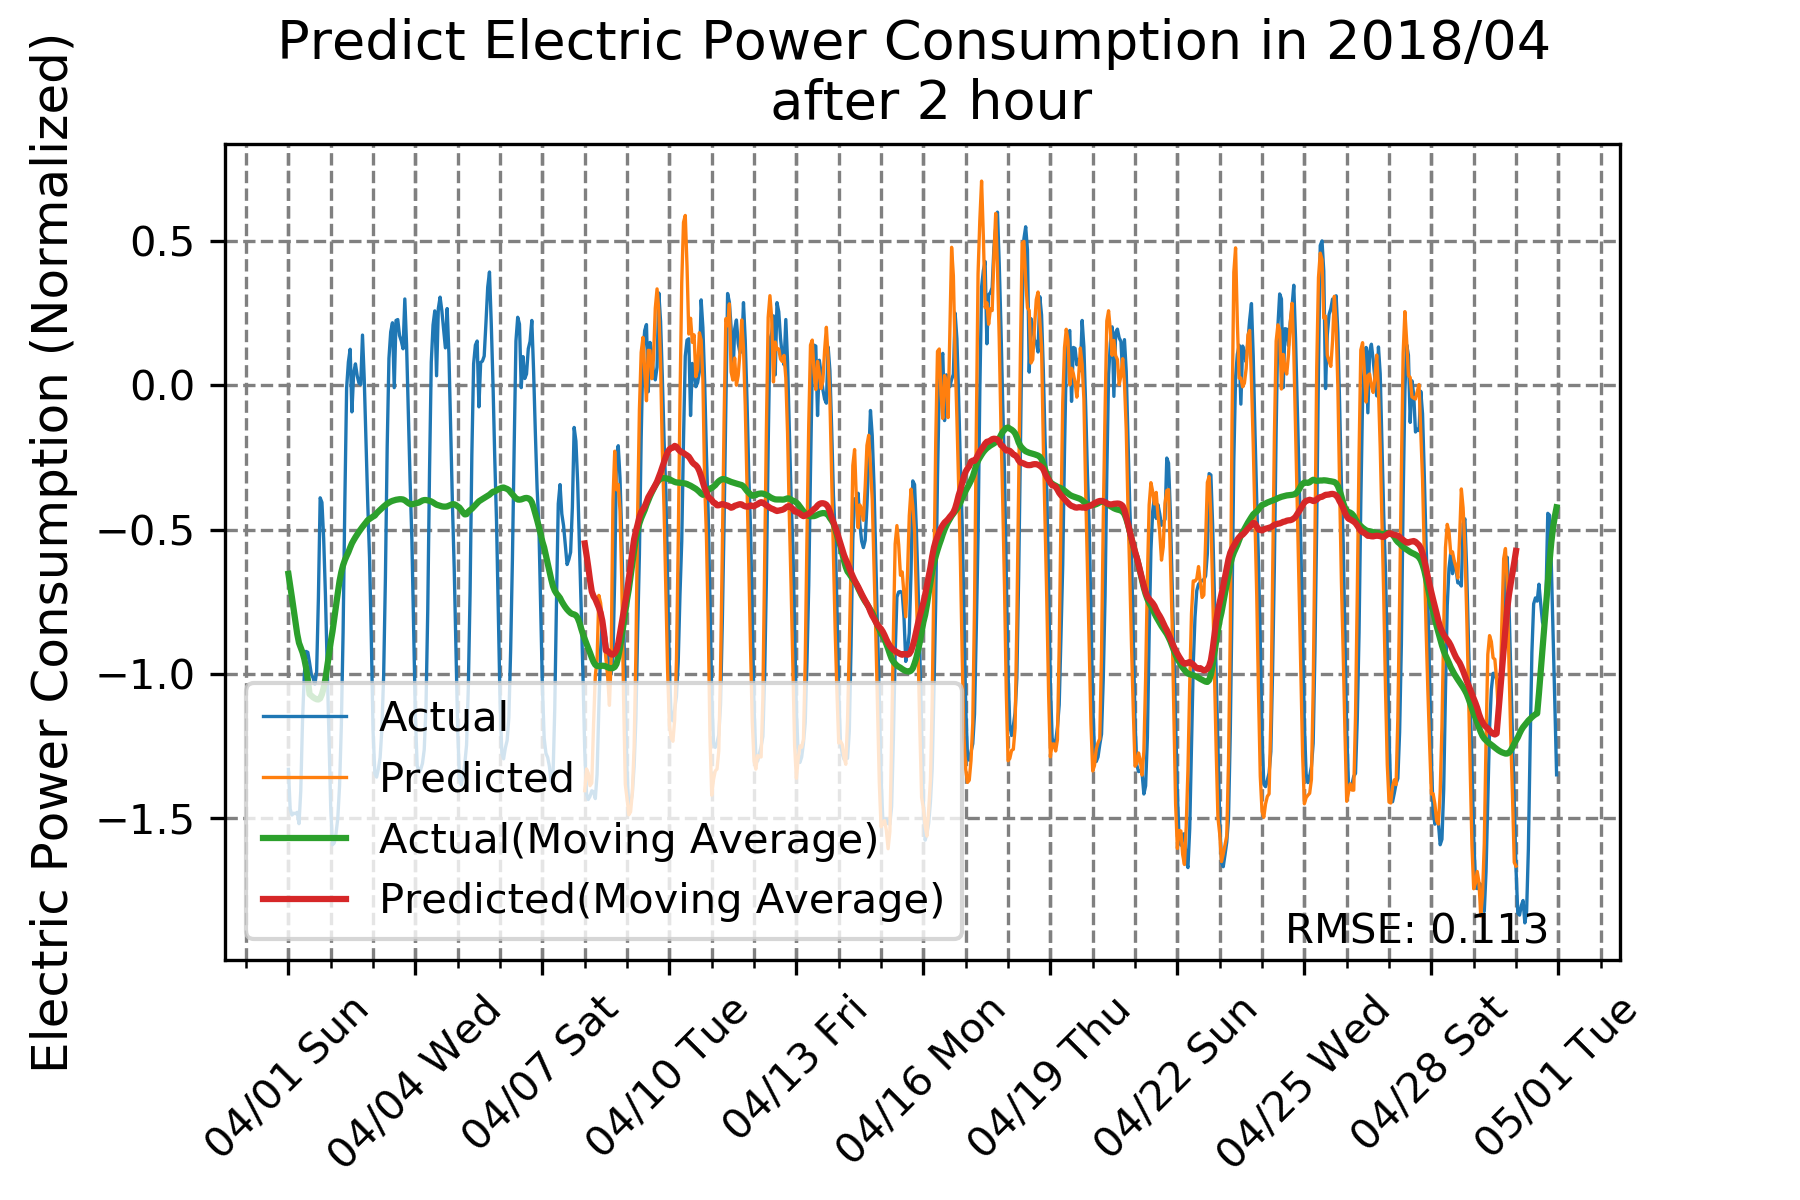 Predict Electric Power Consumption in 2018/04
after 2 hour
Electric Power Consumption (Normalized)
0.5
0.0
−0.5
−1.0
−1.5
Actual
Predicted
Actual(Moving Average)
Predicted(Moving Average)
RMSE: 0.113
04/01 Sun
04/04 Wed
04/07 Sat
04/10 Tue
04/13 Fri
04/16 Mon
04/19 Thu
04/22 Sun
04/25 Wed
04/28 Sat
05/01 Tue